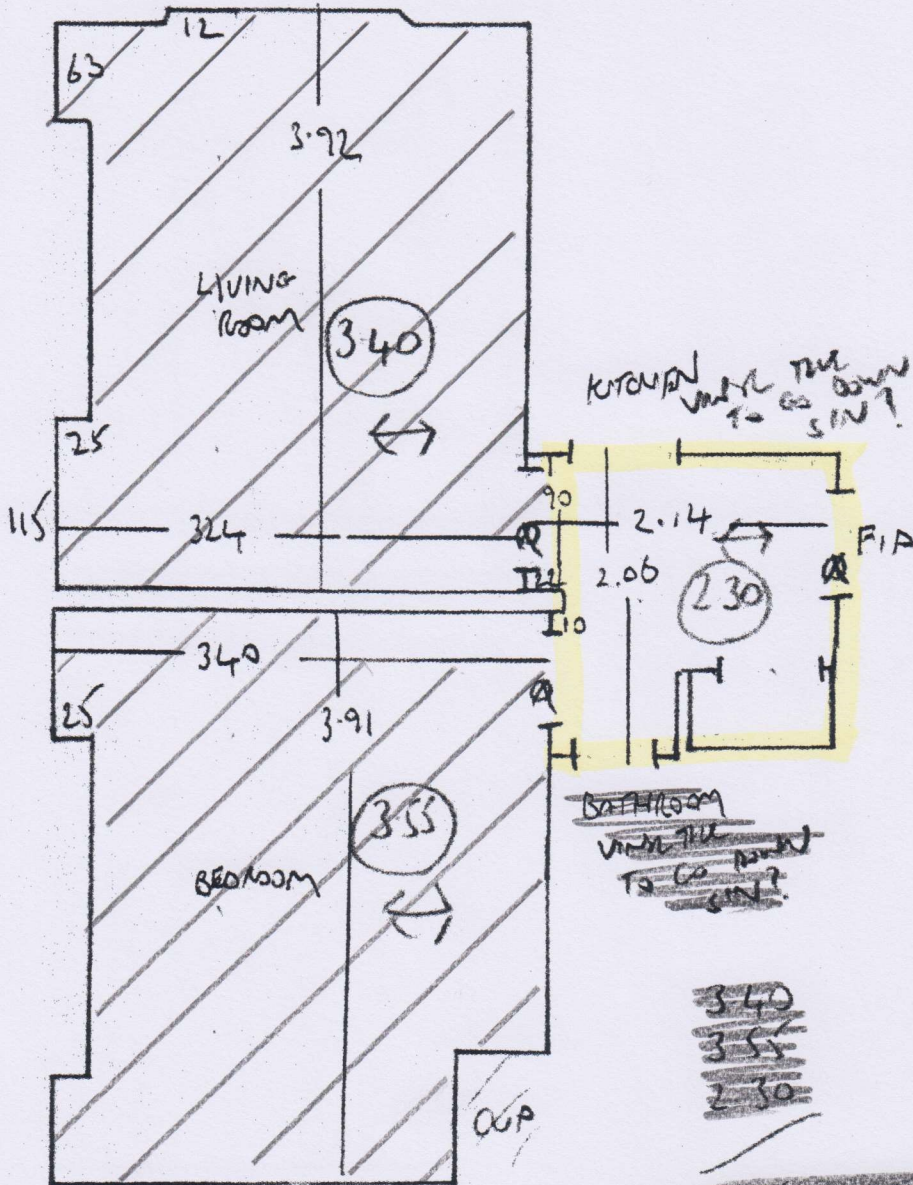 12
63
3.92
LIVING
ROOM
3.40
KITCHEN
VINYL TILE
TO GO DOWN
SIN?
25
115
324
90
2.14
2.06
2.30
22
10
340
25
3.91
3.55
BEDROOM
BATHROOM
VINYL TILE
TO GO DOWN
SIN?
3.40
3.55
2.30